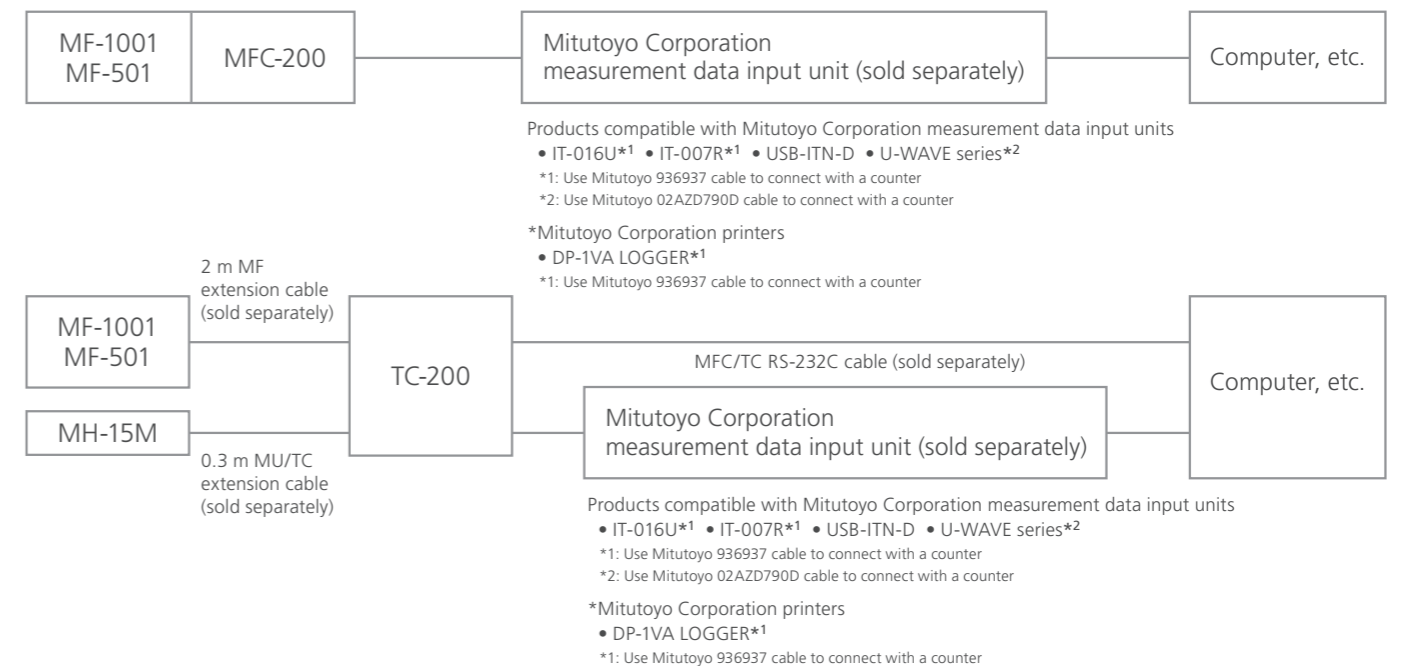 MF-1001
MF-501
MFC-200
Mitutoyo Corporation
measurement data input unit (sold separately)
Computer, etc.
Products compatible with Mitutoyo Corporation measurement data input units
• IT-016U*1 • IT-007R*1 • USB-ITN-D • U-WAVE series*2
*1: Use Mitutoyo 936937 cable to connect with a counter
*2: Use Mitutoyo 02AZD790D cable to connect with a counter
*Mitutoyo Corporation printers
• DP-1VA LOGGER*1
*1: Use Mitutoyo 936937 cable to connect with a counter
2 m MF
extension cable
(sold separately)
MF-1001
MF-501
MH-15M
0.3 m MU/TC
extension cable
(sold separately)
TC-200
MFC/TC RS-232C cable (sold separately)
Mitutoyo Corporation
measurement data input unit (sold separately)
Computer, etc.
Products compatible with Mitutoyo Corporation measurement data input units
• IT-016U*1 • IT-007R*1 • USB-ITN-D • U-WAVE series*2
*1: Use Mitutoyo 936937 cable to connect with a counter
*2: Use Mitutoyo 02AZD790D cable to connect with a counter
*Mitutoyo Corporation printers
• DP-1VA LOGGER*1
*1: Use Mitutoyo 936937 cable to connect with a counter